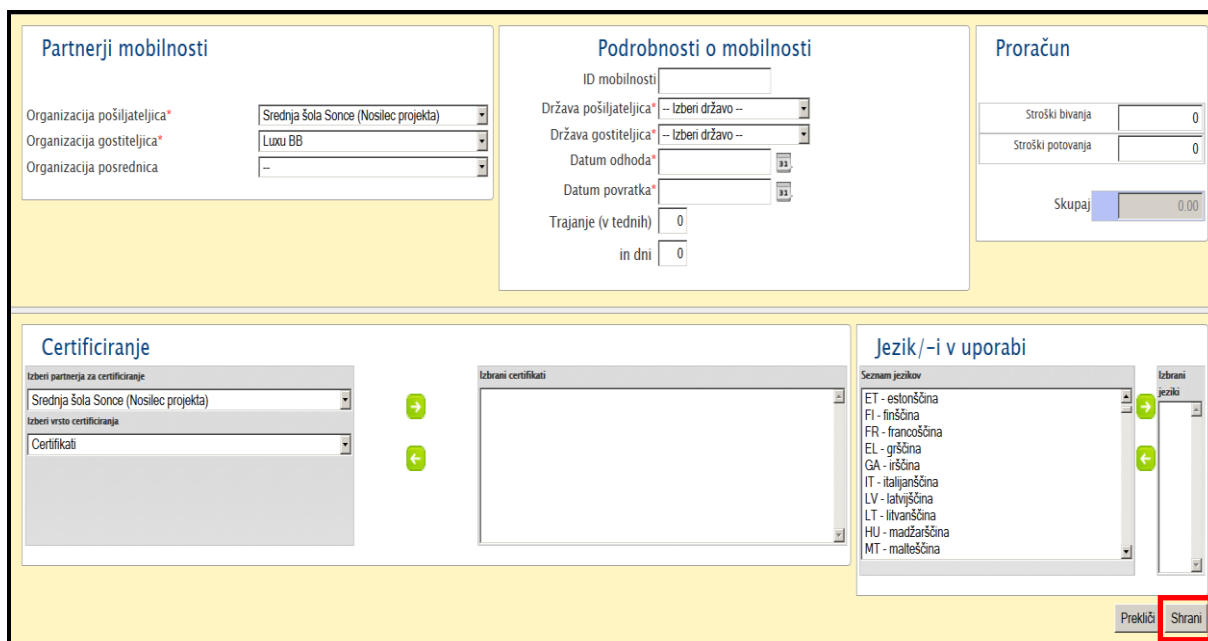 Partnerji mobilnosti
Organizacija pošiljateljica*
Srednja šola Sonce (Nosilec projekta)
Organizacija gostiteljica*
Luxu BB
Organizacija posrednica
--
Podrobnosti o mobilnosti
ID mobilnosti
Država pošiljateljica*
-- Izberi državo --
Država gostiteljica*
-- Izberi državo --
Datum odhoda*
31
Datum povratka*
31
Trajanje (v tednih)
0
in dni
0
Proračun
Stroški bivanja
0
Stroški potovanja
0
Skupaj
0.00
Certificiranje
Izberi partnerja za certificiranje
Srednja šola Sonce (Nosilec projekta)
Izberi vrsto certificiranja
Certifikati
Izbrani certifikati
Jezik/-i v uporabi
Seznam jezikov
ET - estonščina
FI - finščina
FR - francoščina
EL - grščina
GA - irščina
IT - italijanščina
LV - latvijščina
LT - litvanščina
HU - madžarščina
MT - malteščina
Izbrani
jeziki
Prekliči
Shrani